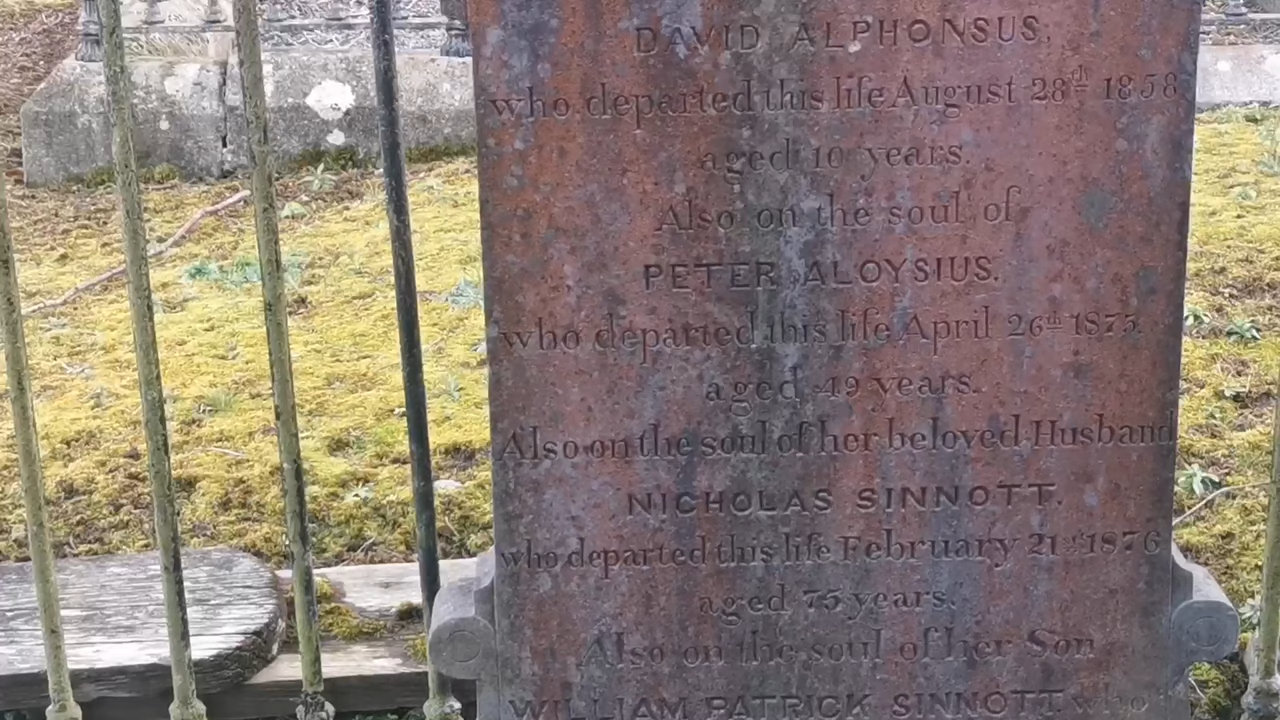 DAVID ALPHONSUS,
who departed this life August 28th 1858
aged 10 years.
Also on the soul of
PETER ALOYSIUS.
who departed this life April 26th 1875.
aged 49 years.
Also on the soul of her beloved Husband
NICHOLAS SINNOTT.
who departed this life February 21st 1876
aged 75 years.
Also on the soul of her Son
WILLIAM PATRICK SINNOTT who